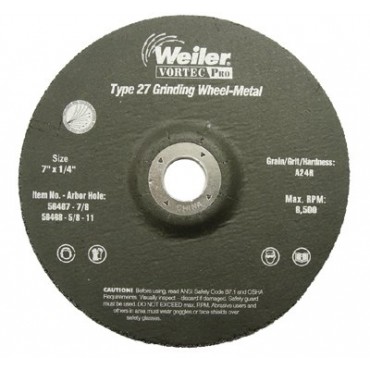 Weiler
VORTEC PRO
Type 27 Grinding Wheel-Metal
Size
7" x 1/4"
Grain/Grit/Hardness:
A24R
Item No. - Arbor Hole:
56467 - 7/8
56468 - 5/8 - 11
Max. RPM:
8,500
CHINA
CAUTION! Before using, read ANSI Safety Code B7.1 and OSHA
Requirements. Visually inspect - discard if damaged. Safety guard
must be used. DO NOT EXCEED max. RPM. Operators and
others in area must wear goggles or face shields over
safety glasses.